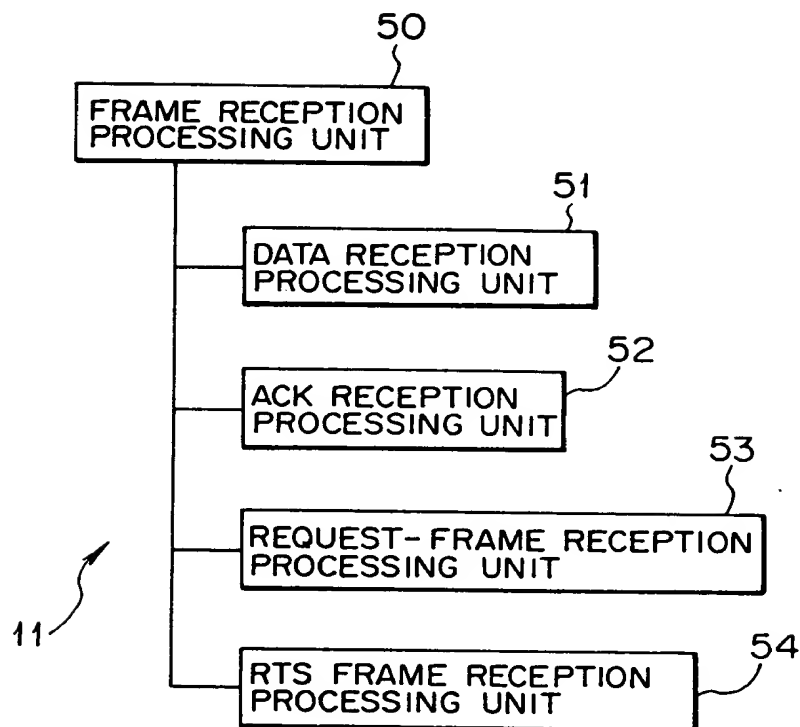 50
FRAME RECEPTION
PROCESSING UNIT
51
DATA RECEPTION
PROCESSING UNIT
52
ACK RECEPTION
PROCESSING UNIT
53
REQUEST-FRAME RECEPTION
PROCESSING UNIT
11
54
RTS FRAME RECEPTION
PROCESSING UNIT